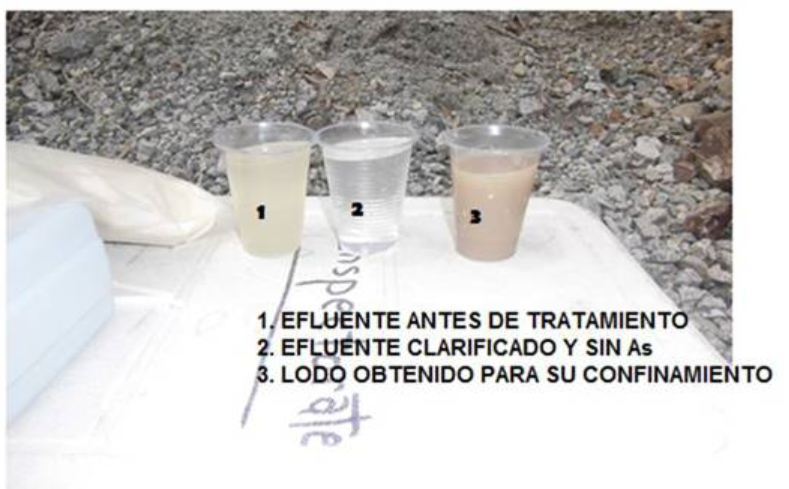 1
2
3
1. EFLUENTE ANTES DE TRATAMIENTO
2. EFLUENTE CLARIFICADO Y SIN As
3. LODO OBTENIDO PARA SU CONFINAMIENTO